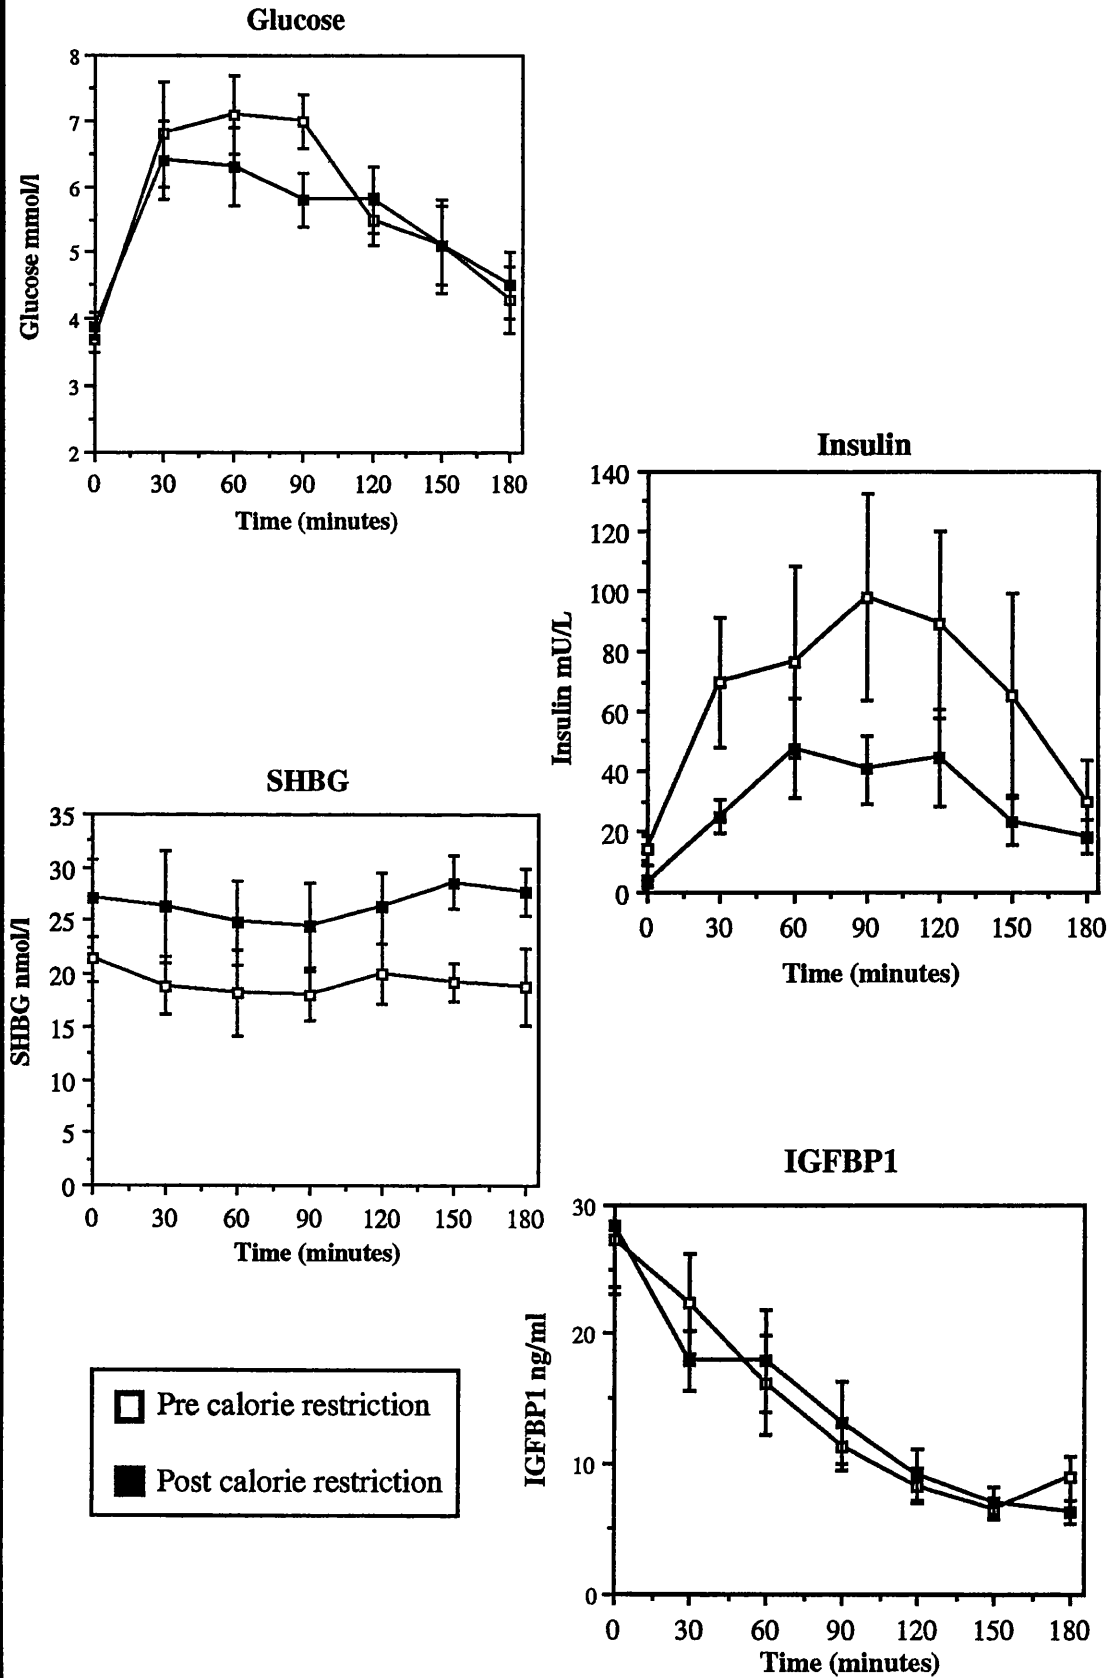 Glucose
8
7
6
5
4
3
2
Glucose mmol/l
0 30 60 90 120 150 180
Time (minutes)
Insulin
140
120
100
80
60
40
20
0
Insulin mU/L
0 30 60 90 120 150 180
Time (minutes)
SHBG
35
30
25
20
15
10
5
0
SHBG nmol/l
0 30 60 90 120 150 180
Time (minutes)
IGFBP1
30
20
10
0
IGFBP1 ng/ml
0 30 60 90 120 150 180
Time (minutes)
Pre calorie restriction
Post calorie restriction